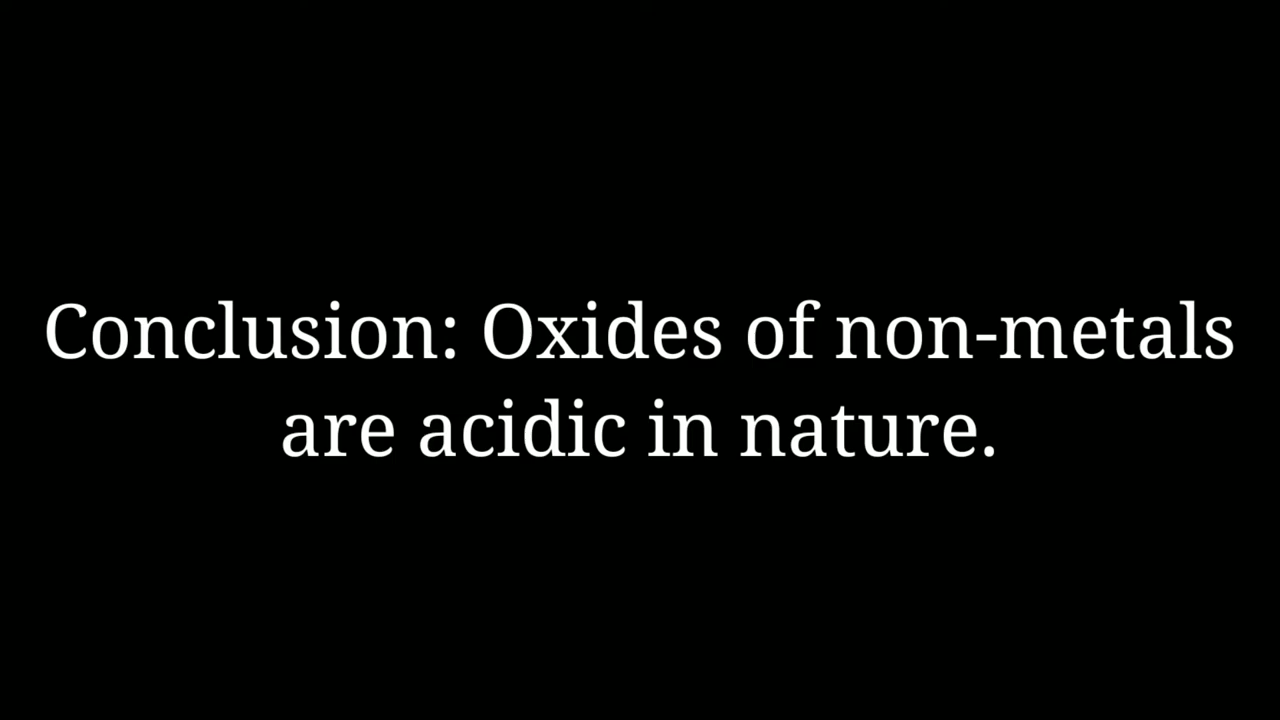 Conclusion: Oxides of non-metals
are acidic in nature.